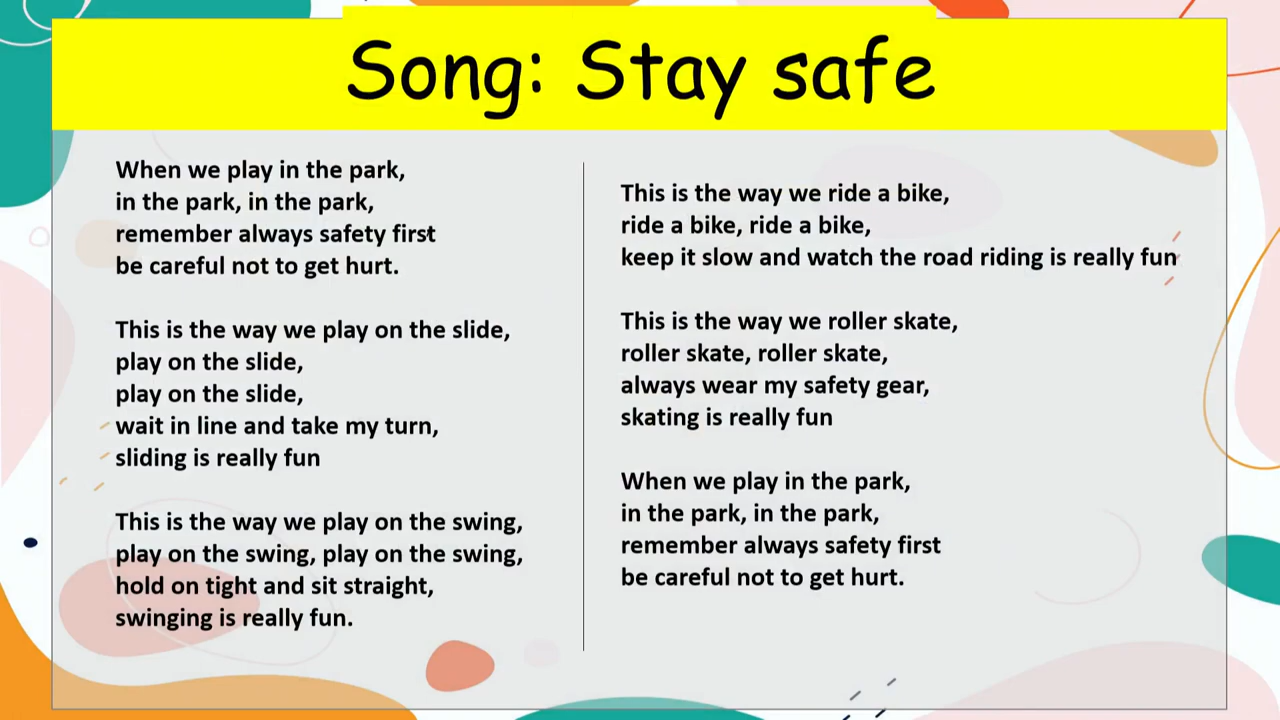 Song: Stay safe
When we play in the park,
in the park, in the park,
remember always safety first
be careful not to get hurt.
This is the way we play on the slide,
play on the slide,
play on the slide,
wait in line and take my turn,
sliding is really fun
This is the way we play on the swing,
play on the swing, play on the swing,
hold on tight and sit straight,
swinging is really fun.
This is the way we ride a bike,
ride a bike, ride a bike,
keep it slow and watch the road riding is really fun
This is the way we roller skate,
roller skate, roller skate,
always wear my safety gear,
skating is really fun
When we play in the park,
in the park, in the park,
remember always safety first
be careful not to get hurt.